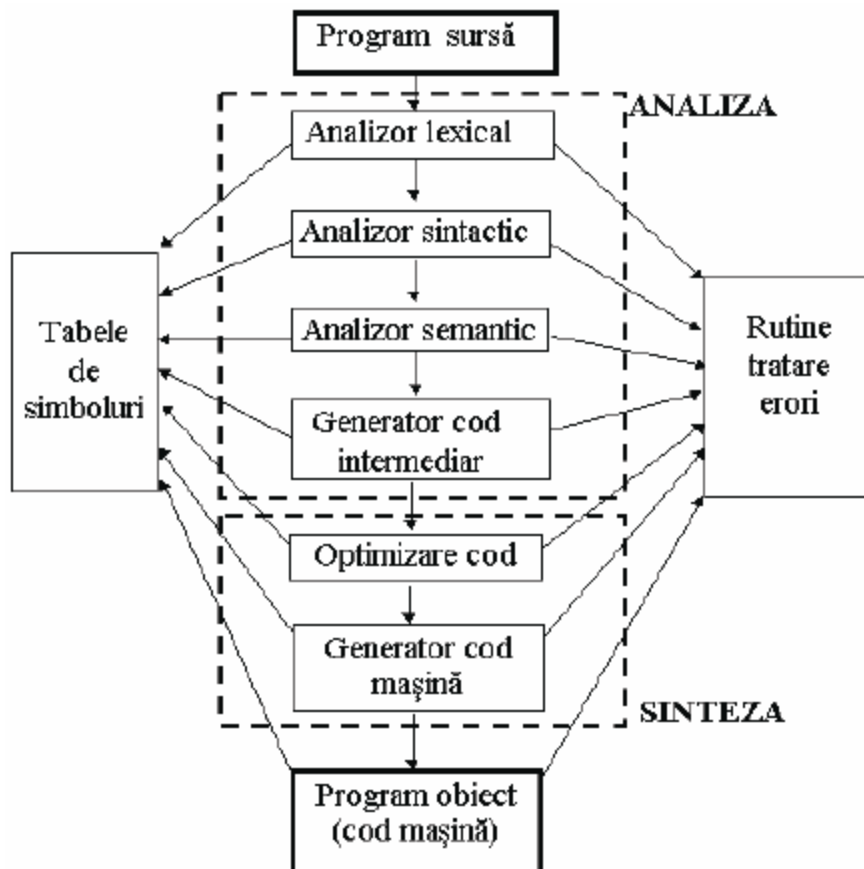 Program sursă
ANALIZA
Analizor lexical
Analizor sintactic
Analizor semantic
Generator cod
intermediar
Tabele
de
simboluri
Rutine
tratare
erori
Optimizare cod
Generator cod
mașină
SINTEZA
Program obiect
(cod mașină)